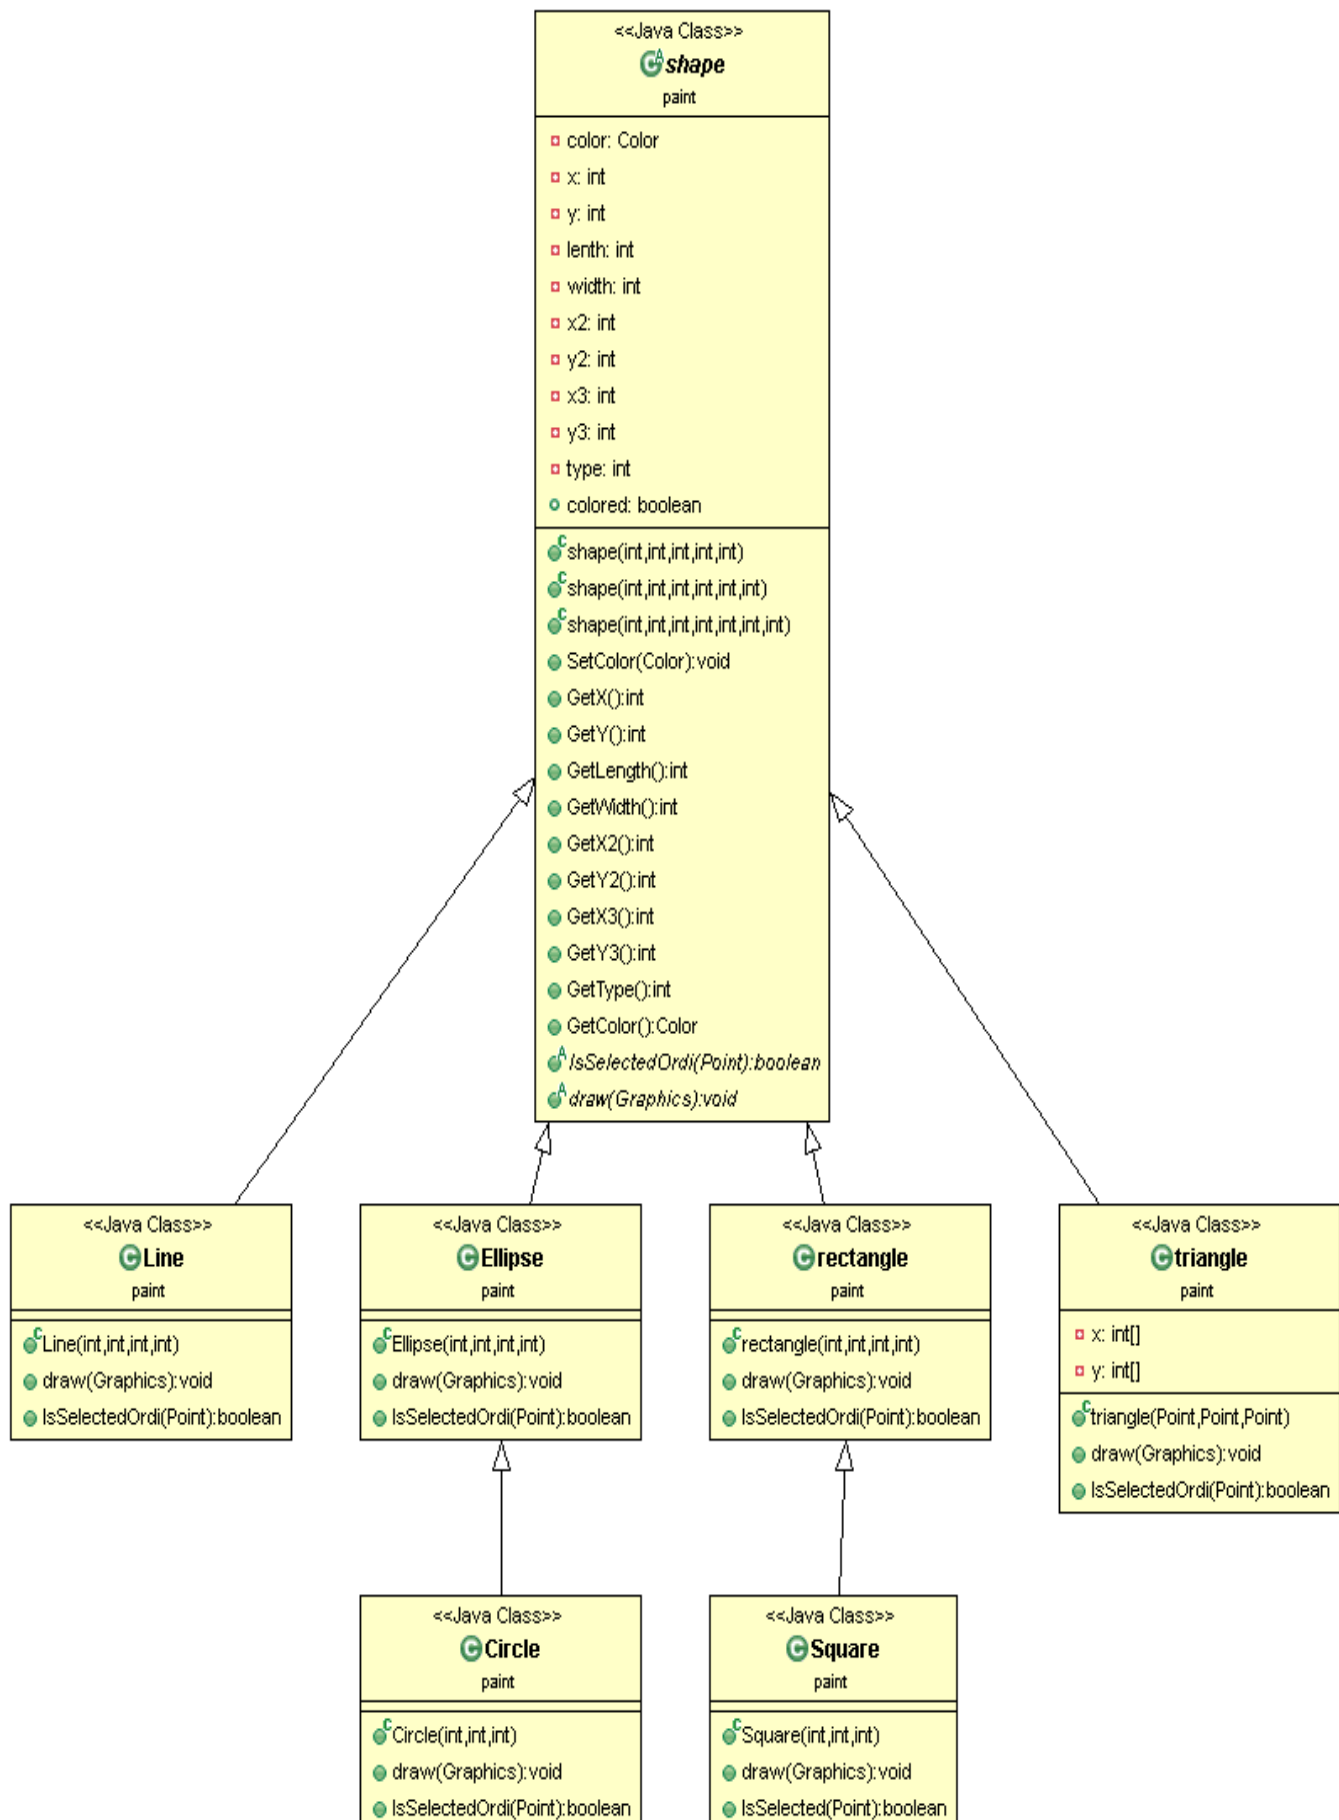 <<Java Class>>
shape
paint
color: Color
x: int
y: int
lenth: int
width: int
x2: int
y2: int
x3: int
y3: int
type: int
colored: boolean
shape(int,int,int,int,int)
shape(int,int,int,int,int,int)
shape(int,int,int,int,int,int,int)
SetColor(Color):void
GetX():int
GetY():int
GetLength():int
GetWidth():int
GetX2():int
GetY2():int
GetX3():int
GetY3():int
GetType():int
GetColor():Color
IsSelectedOrdi(Point):boolean
draw(Graphics):void
<<Java Class>>
Line
paint
Line(int,int,int,int)
draw(Graphics):void
IsSelectedOrdi(Point):boolean
<<Java Class>>
Ellipse
paint
Ellipse(int,int,int,int)
draw(Graphics):void
IsSelectedOrdi(Point):boolean
<<Java Class>>
rectangle
paint
rectangle(int,int,int,int)
draw(Graphics):void
IsSelectedOrdi(Point):boolean
<<Java Class>>
triangle
paint
x: int[]
y: int[]
triangle(Point,Point,Point)
draw(Graphics):void
IsSelectedOrdi(Point):boolean
<<Java Class>>
Circle
paint
Circle(int,int,int)
draw(Graphics):void
IsSelectedOrdi(Point):boolean
<<Java Class>>
Square
paint
Square(int,int,int)
draw(Graphics):void
IsSelected(Point):boolean